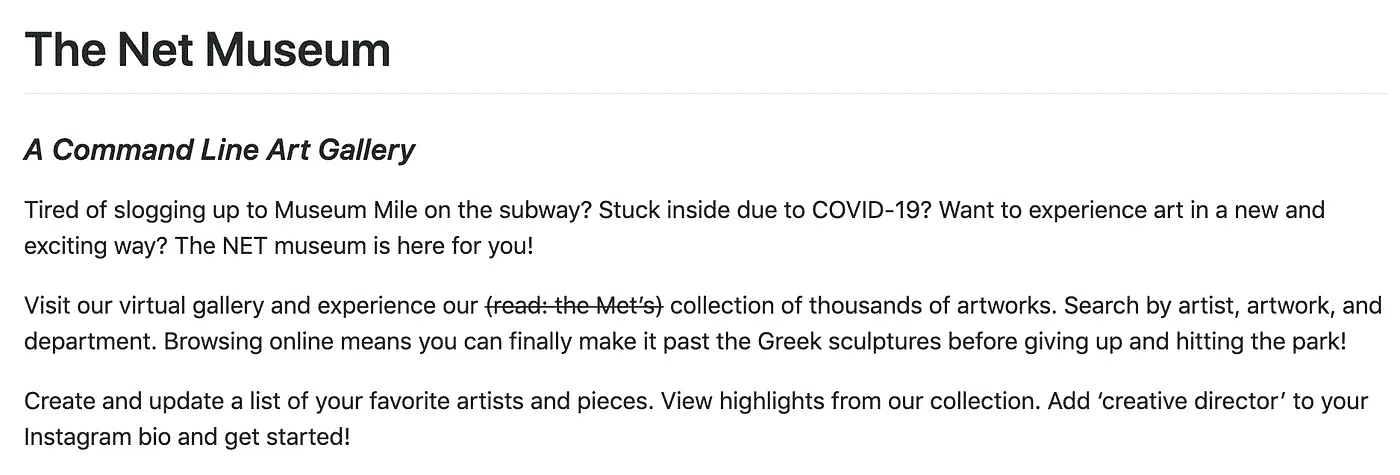 The Net Museum
A Command Line Art Gallery
Tired of slogging up to Museum Mile on the subway? Stuck inside due to COVID-19? Want to experience art in a new and
exciting way? The NET museum is here for you!
Visit our virtual gallery and experience our (read: the Met’s) collection of thousands of artworks. Search by artist, artwork, and
department. Browsing online means you can finally make it past the Greek sculptures before giving up and hitting the park!
Create and update a list of your favorite artists and pieces. View highlights from our collection. Add ‘creative director’ to your
Instagram bio and get started!